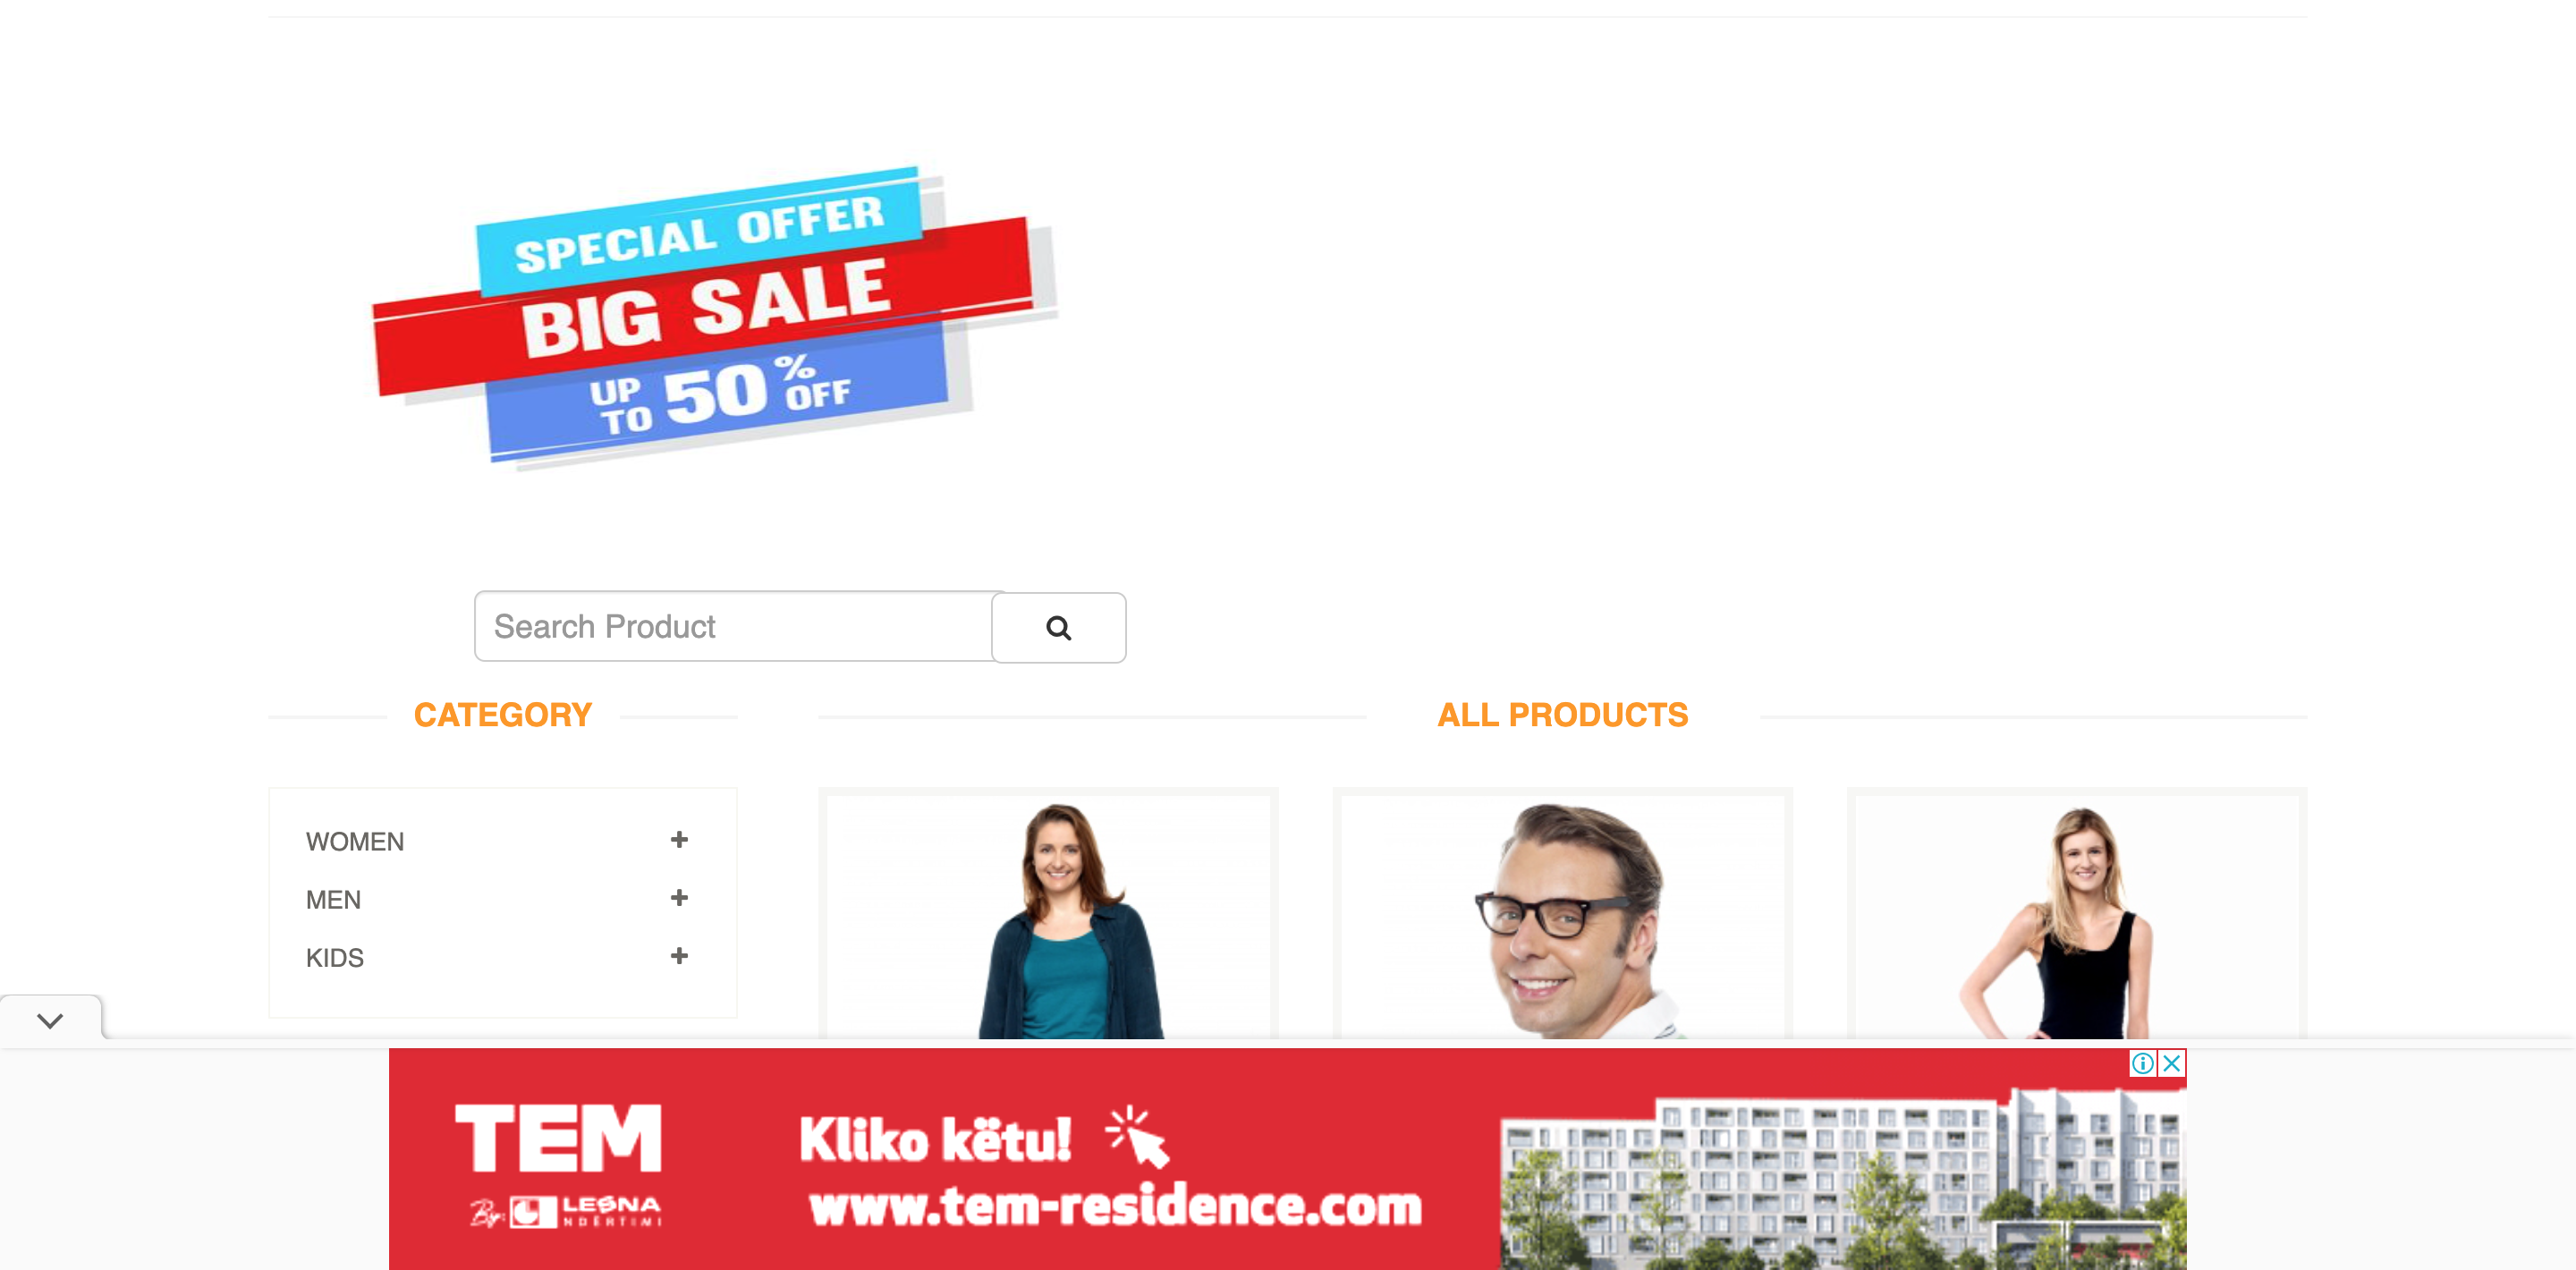 SPECIAL OFFER
BIG SALE
UP TO 50% OFF
Search Product
CATEGORY
ALL PRODUCTS
WOMEN
MEN
KIDS
TEM
By: LESNA
NDËRTIMI
Kliko këtu!
www.tem-residence.com